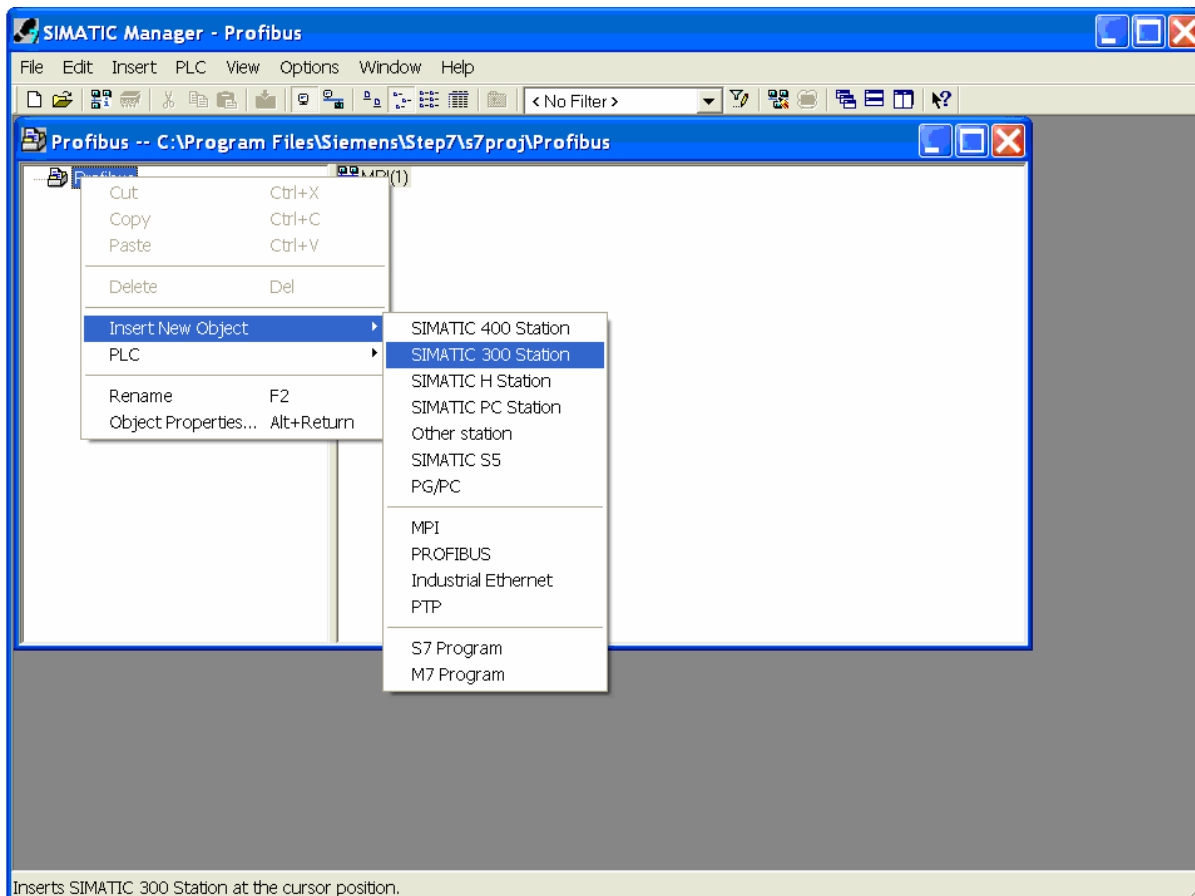 SIMATIC Manager - Profibus
File Edit Insert PLC View Options Window Help
< No Filter >
Profibus -- C:\Program Files\Siemens\Step7\s7proj\Profibus
Profibus MPI(1)
Cut Ctrl+X
Copy Ctrl+C
Paste Ctrl+V
Delete Del
Insert New Object
PLC
Rename F2
Object Properties... Alt+Return
SIMATIC 400 Station
SIMATIC 300 Station
SIMATIC H Station
SIMATIC PC Station
Other station
SIMATIC S5
PG/PC
MPI
PROFIBUS
Industrial Ethernet
PTP
S7 Program
M7 Program
Inserts SIMATIC 300 Station at the cursor position.